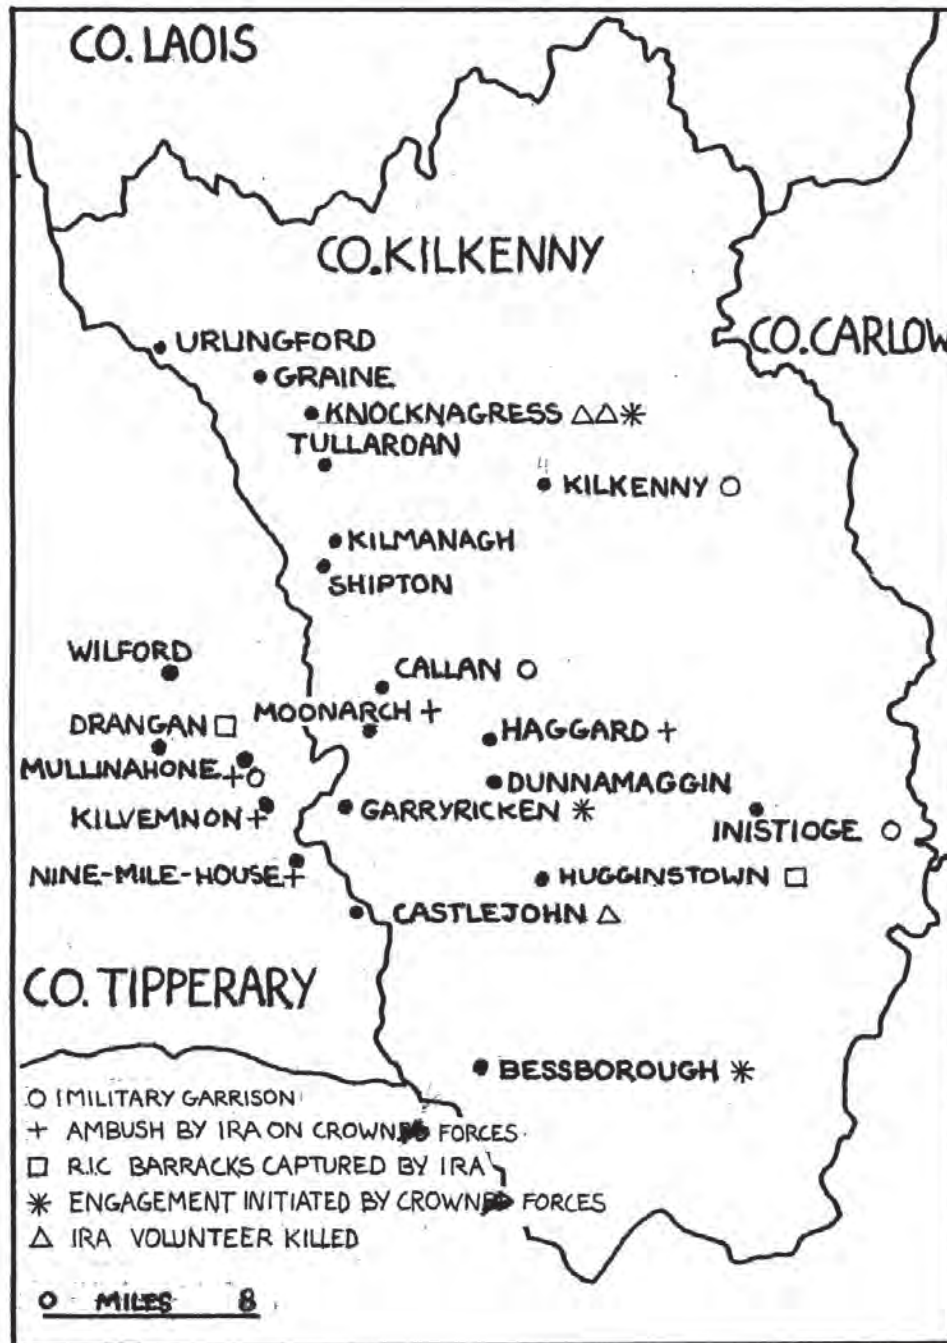 CO. LAOIS
CO. KILKENNY
CO. CARLOW
URLINGFORD
GRAINE
KNOCKNAGRESS △△✳
TULLAROAN
KILKENNY ○
KILMANAGH
SHIPTON
WILFORD
CALLAN ○
MOONARCH +
DRANGAN □
HAGGARD +
MULLINAHONE + ○
DUNNAMAGGIN
KILVEMNON +
GARRYRICKEN ✳
INISTIOGE ○
NINE-MILE-HOUSE +
HUGGINSTOWN □
CASTLEJOHN △
CO. TIPPERARY
BESSBOROUGH ✳
○ MILITARY GARRISON
+ AMBUSH BY IRA ON CROWN FORCES
□ R.I.C BARRACKS CAPTURED BY IRA
✳ ENGAGEMENT INITIATED BY CROWN FORCES
△ IRA VOLUNTEER KILLED
0 MILES 8